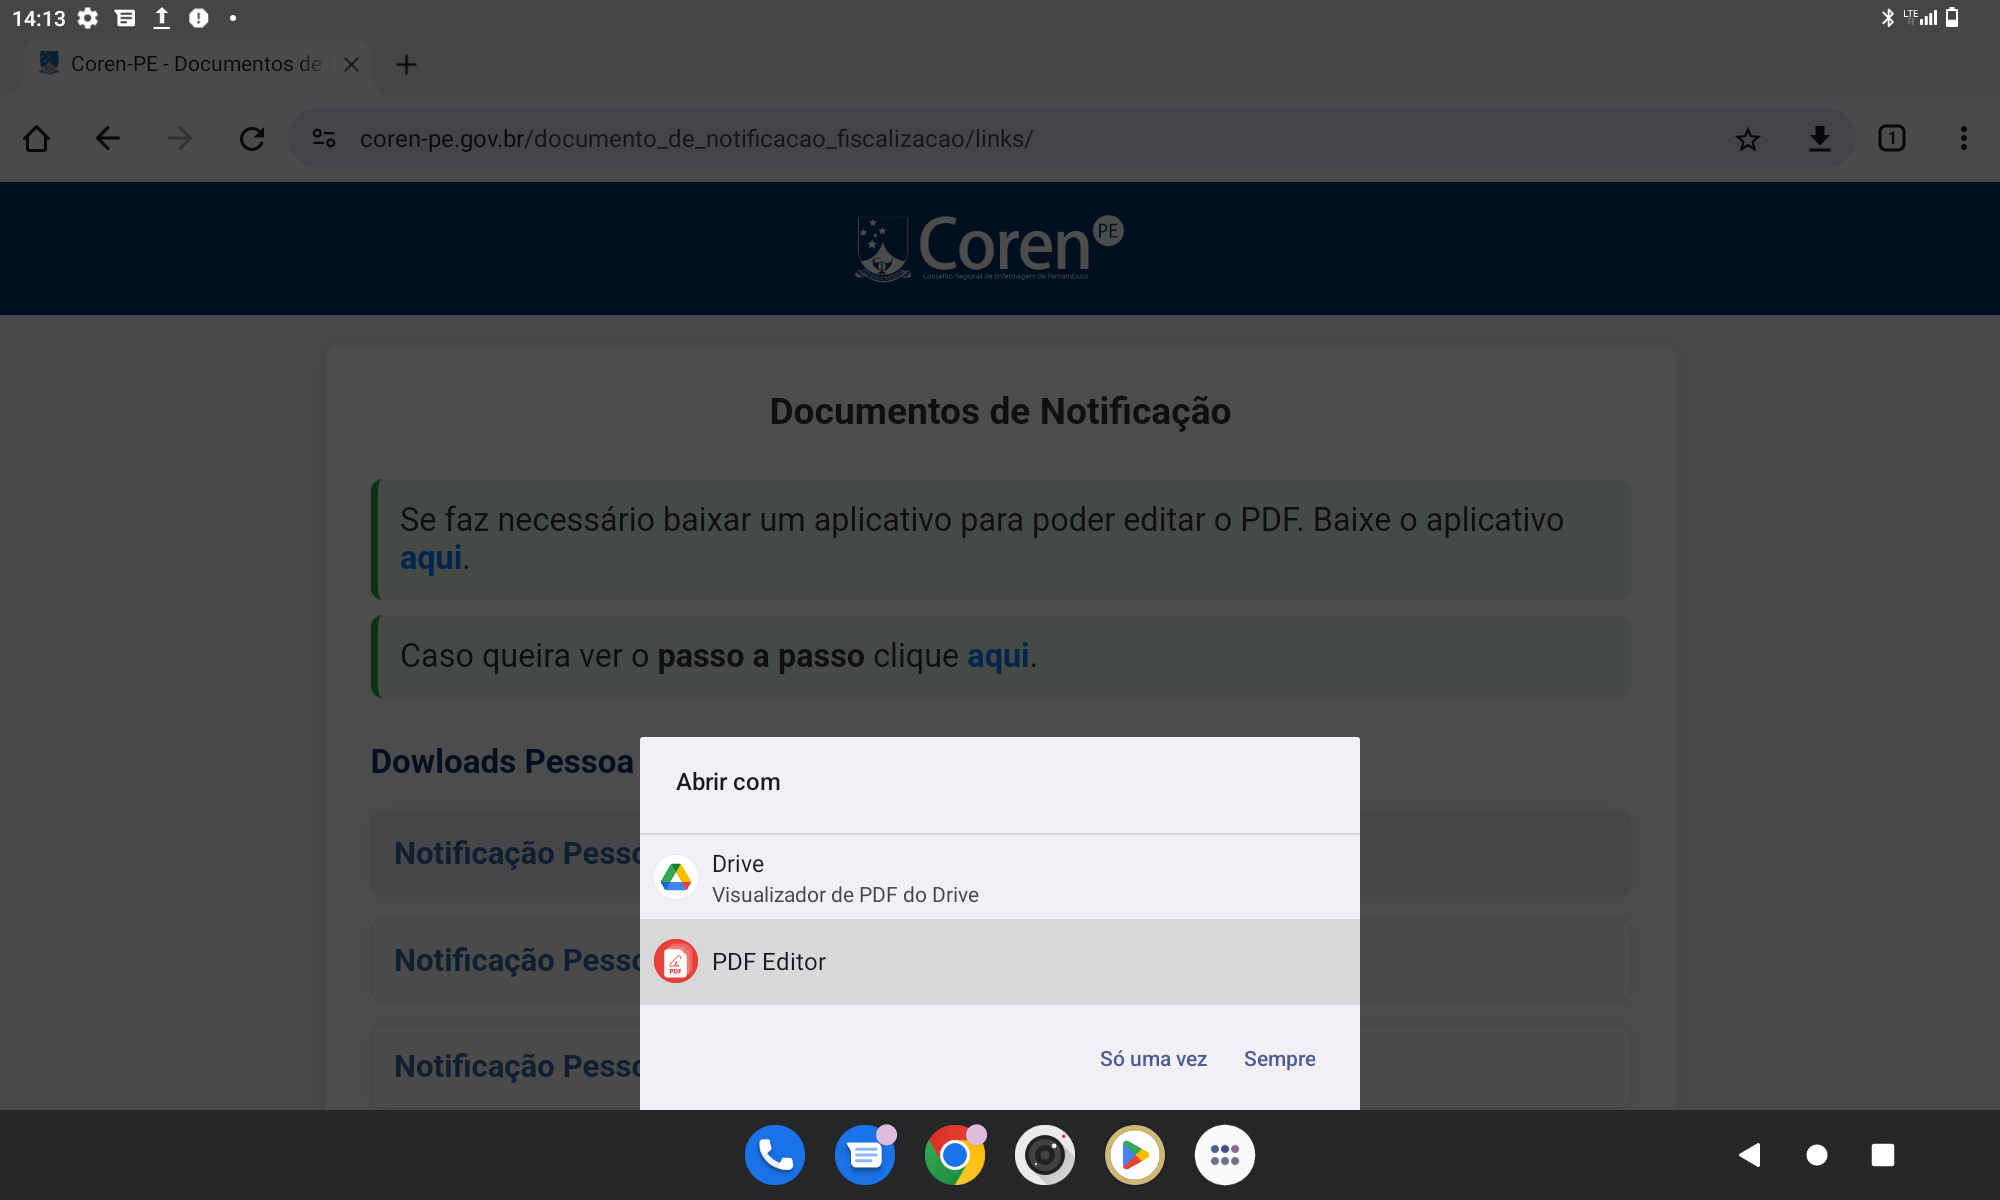 14:13
LTE
Coren-PE - Documentos de
coren-pe.gov.br/documento_de_notificacao_fiscalizacao/links/
1
Coren PE
Conselho Regional de Enfermagem de Pernambuco
Documentos de Notificação
Se faz necessário baixar um aplicativo para poder editar o PDF. Baixe o aplicativo
aqui.
Caso queira ver o passo a passo clique aqui.
Dowloads Pessoa
Abrir com
Notificação Pesso
Drive
Visualizador de PDF do Drive
Notificação Pesso
PDF
PDF Editor
Notificação Pesso
Só uma vez
Sempre